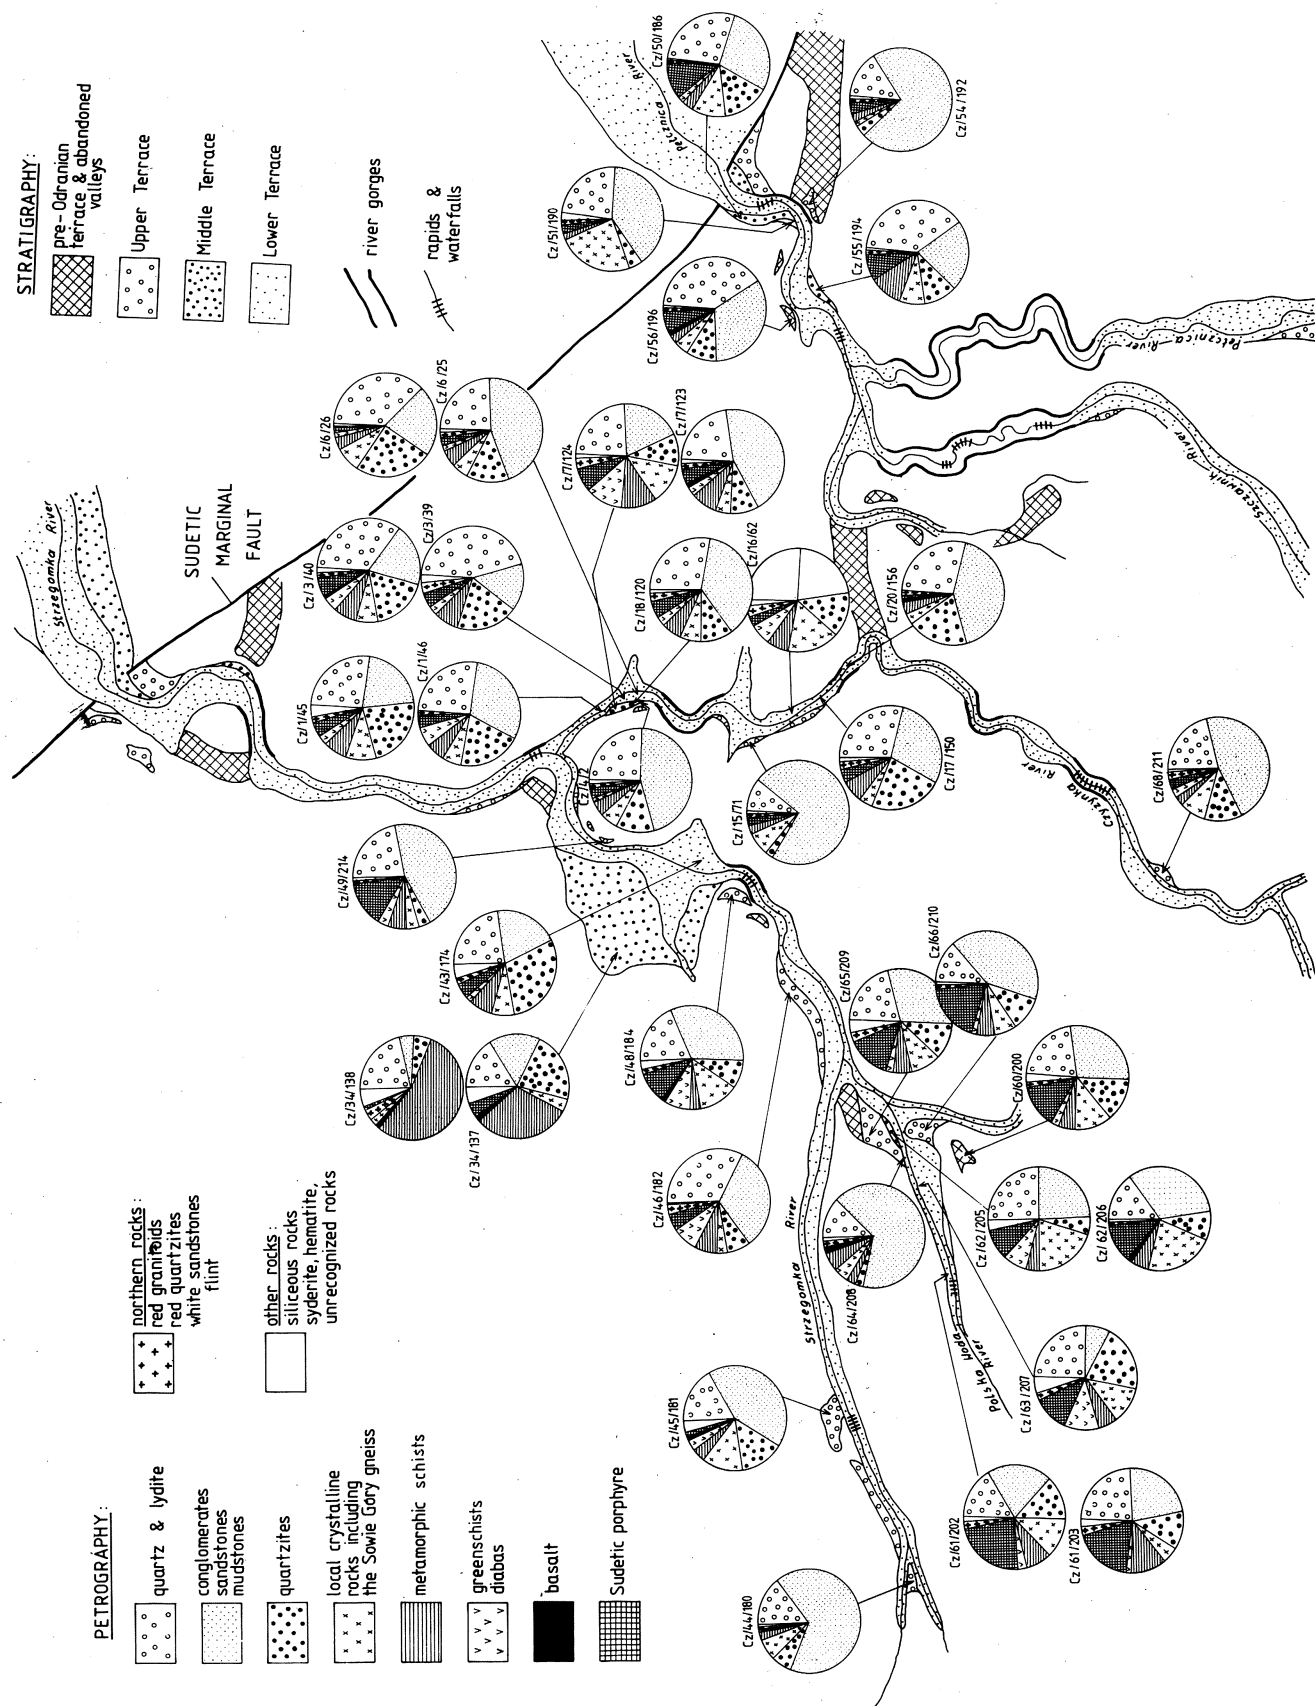 STRATIGRAPHY:
pre-Odranian
terrace & abandoned
valleys
Upper Terrace
Middle Terrace
Lower Terrace
river gorges
rapids &
waterfalls
PETROGRAPHY:
quartz & lydite
conglomerates
sandstones
mudstones
quartzites
local crystalline
rocks including
the Sowie Gory gneiss
metamorphic schists
greenschists
diabas
basalt
Sudetic porphyre
northern rocks:
red granitoids
red quartzites
white sandstones
flint
other rocks:
siliceous rocks
syderite, hematite,
unrecognized rocks
SUDETIC
MARGINAL
FAULT
Strzegomka River
Pełcznica River
Pełcznica River
Szczawnik River
Czyżynka River
Strzegomka River
Polska Woda River
Cz/50/186
Cz/54/192
Cz/51/190
Cz/55/194
Cz/56/196
Cz/6/26
Cz/6/25
Cz/7/124
Cz/7/123
Cz/3/40
Cz/3/39
Cz/18/120
Cz/16/62
Cz/20/156
Cz/1/45
Cz/1/46
Cz/4/2
Cz/15/71
Cz/17/150
Cz/68/211
Cz/49/214
Cz/43/174
Cz/34/138
Cz/34/137
Cz/48/184
Cz/46/182
Cz/65/209
Cz/66/210
Cz/60/200
Cz/64/208
Cz/62/205
Cz/62/206
Cz/63/207
Cz/45/181
Cz/44/180
Cz/61/202
Cz/61/203